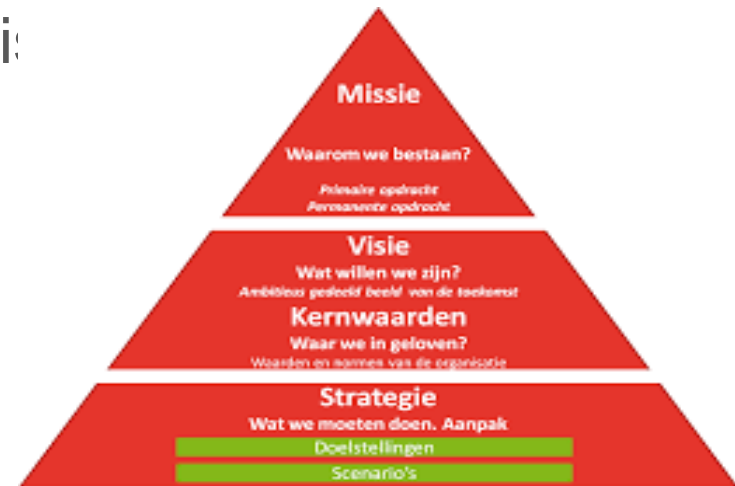 Missie
Waarom we bestaan?
Primaire opdracht
Permanente opdracht
Visie
Wat willen we zijn?
Ambitieus gedeeld beeld van de toekomst
Kernwaarden
Waar we in geloven?
Waarden en normen van de organisatie
Strategie
Wat we moeten doen. Aanpak
Doelstellingen
Scenario's